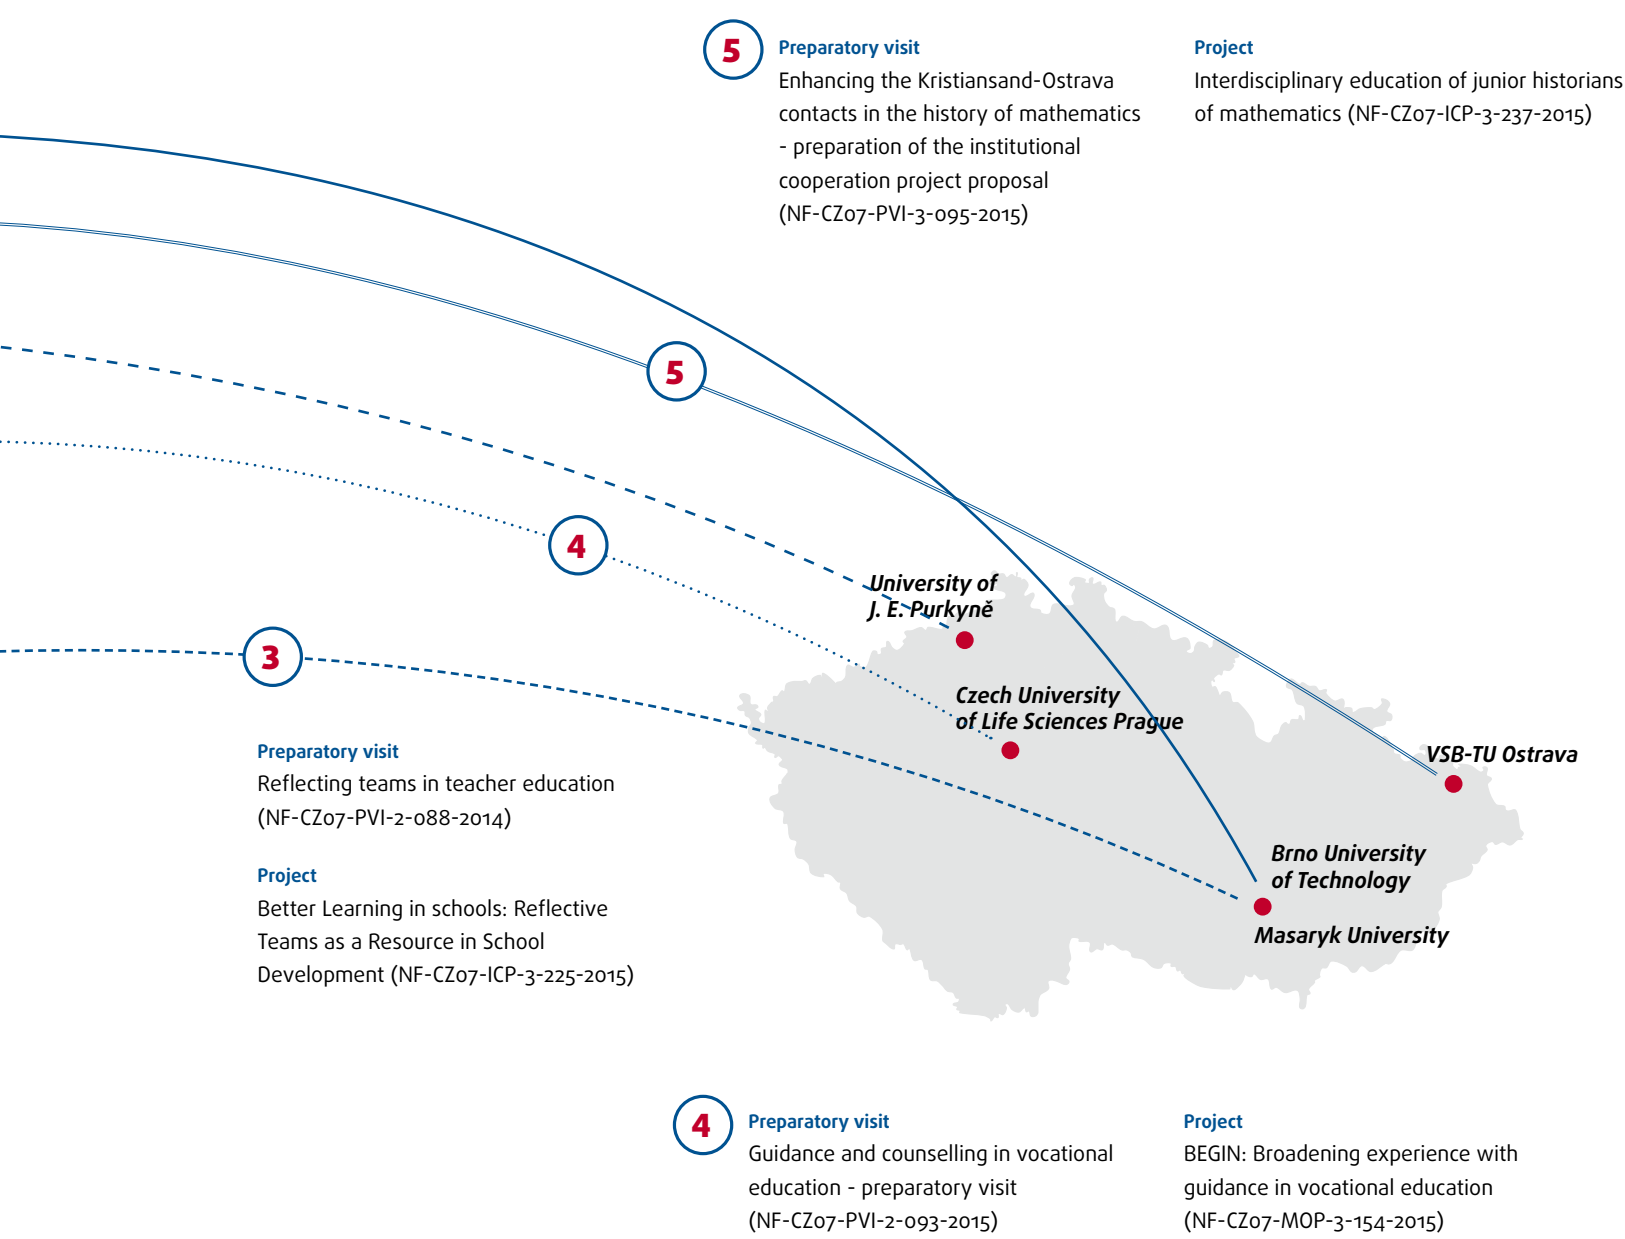 5
Preparatory visit
Enhancing the Kristiansand-Ostrava
contacts in the history of mathematics
- preparation of the institutional
cooperation project proposal
(NF-CZ07-PVI-3-095-2015)
Project
Interdisciplinary education of junior historians
of mathematics (NF-CZ07-ICP-3-237-2015)
5
4
3
University of
J. E. Purkyně
Czech University
of Life Sciences Prague
VSB-TU Ostrava
Brno University
of Technology
Masaryk University
Preparatory visit
Reflecting teams in teacher education
(NF-CZ07-PVI-2-088-2014)
Project
Better Learning in schools: Reflective
Teams as a Resource in School
Development (NF-CZ07-ICP-3-225-2015)
4
Preparatory visit
Guidance and counselling in vocational
education - preparatory visit
(NF-CZ07-PVI-2-093-2015)
Project
BEGIN: Broadening experience with
guidance in vocational education
(NF-CZ07-MOP-3-154-2015)